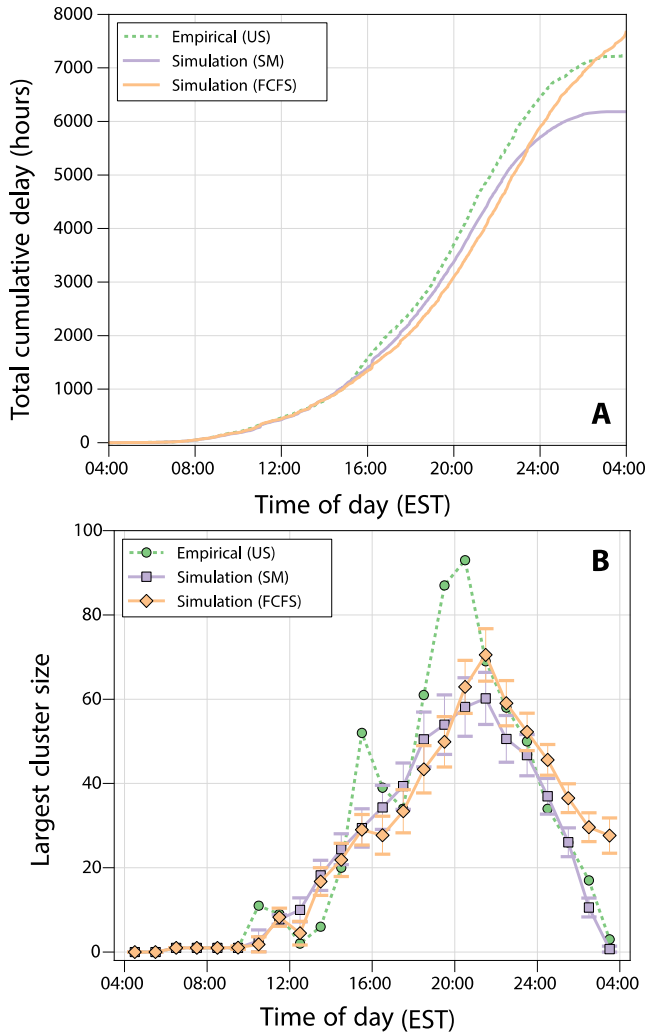 8000
7000
6000
5000
4000
3000
2000
1000
0
Total cumulative delay (hours)
Empirical (US)
Simulation (SM)
Simulation (FCFS)
A
04:00 08:00 12:00 16:00 20:00 24:00 04:00
Time of day (EST)
100
80
60
40
20
0
Largest cluster size
Empirical (US)
Simulation (SM)
Simulation (FCFS)
B
04:00 08:00 12:00 16:00 20:00 24:00 04:00
Time of day (EST)